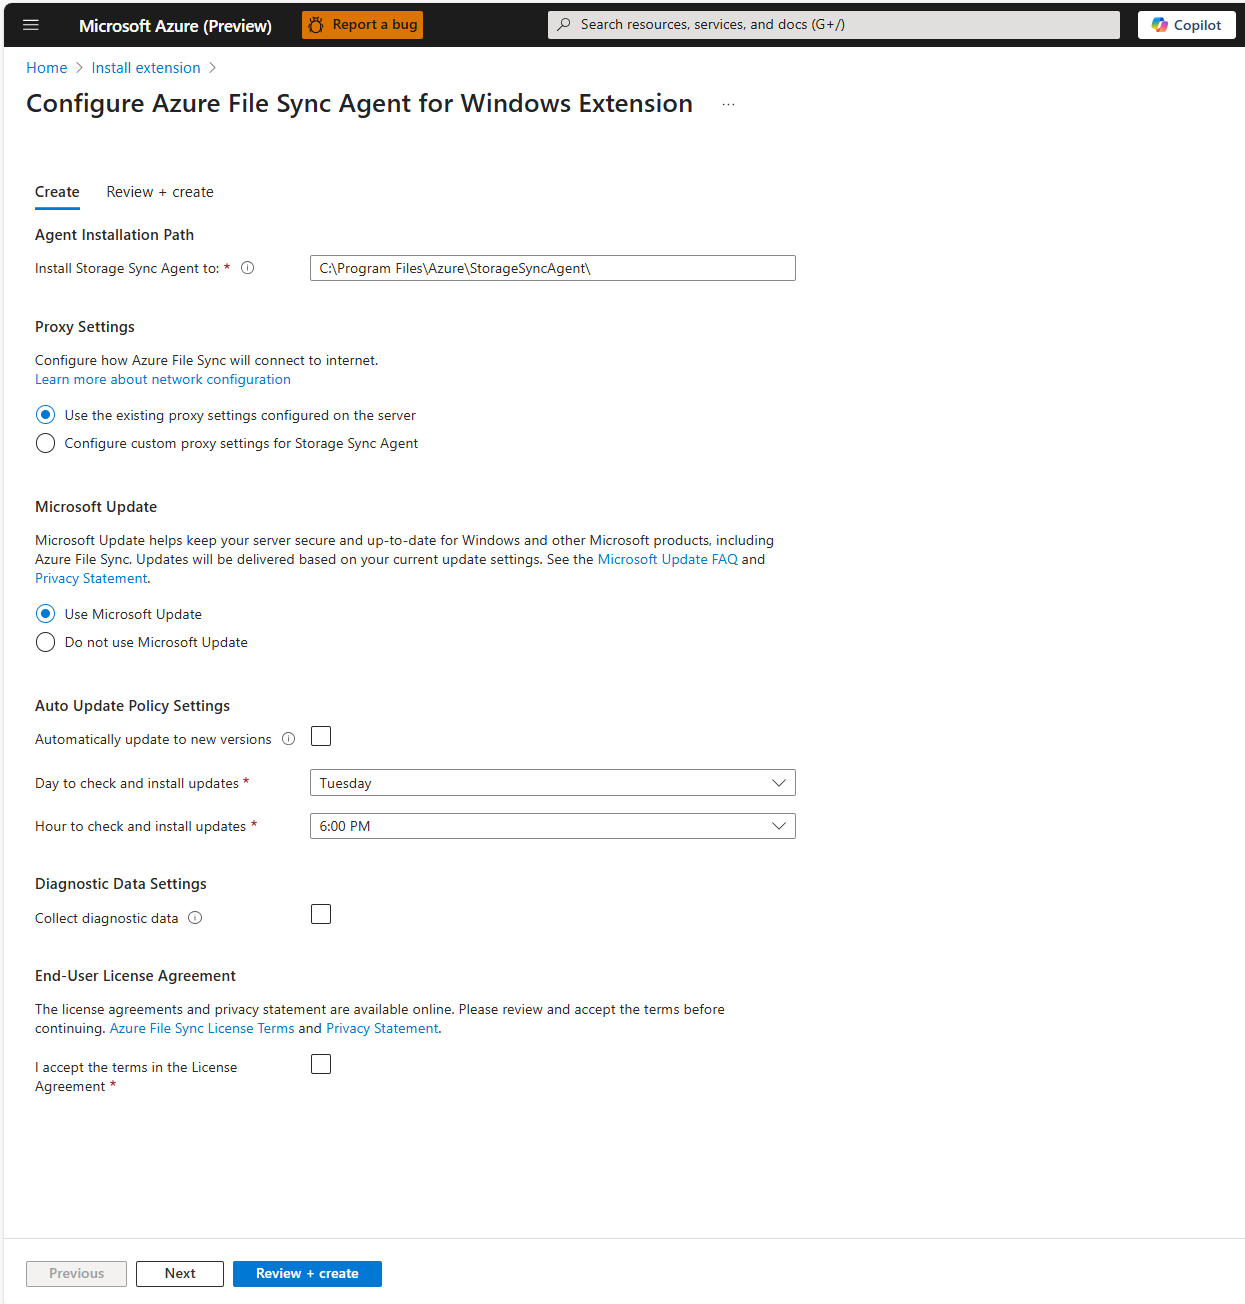 Microsoft Azure (Preview)
Report a bug
Search resources, services, and docs (G+/)
Copilot
Home > Install extension >
Configure Azure File Sync Agent for Windows Extension ...
Create
Review + create
Agent Installation Path
Install Storage Sync Agent to: *
C:\Program Files\Azure\StorageSyncAgent\
Proxy Settings
Configure how Azure File Sync will connect to internet.
Learn more about network configuration
Use the existing proxy settings configured on the server
Configure custom proxy settings for Storage Sync Agent
Microsoft Update
Microsoft Update helps keep your server secure and up-to-date for Windows and other Microsoft products, including
Azure File Sync. Updates will be delivered based on your current update settings. See the Microsoft Update FAQ and
Privacy Statement.
Use Microsoft Update
Do not use Microsoft Update
Auto Update Policy Settings
Automatically update to new versions
Day to check and install updates *
Tuesday
Hour to check and install updates *
6:00 PM
Diagnostic Data Settings
Collect diagnostic data
End-User License Agreement
The license agreements and privacy statement are available online. Please review and accept the terms before
continuing. Azure File Sync License Terms and Privacy Statement.
I accept the terms in the License
Agreement *
Previous
Next
Review + create